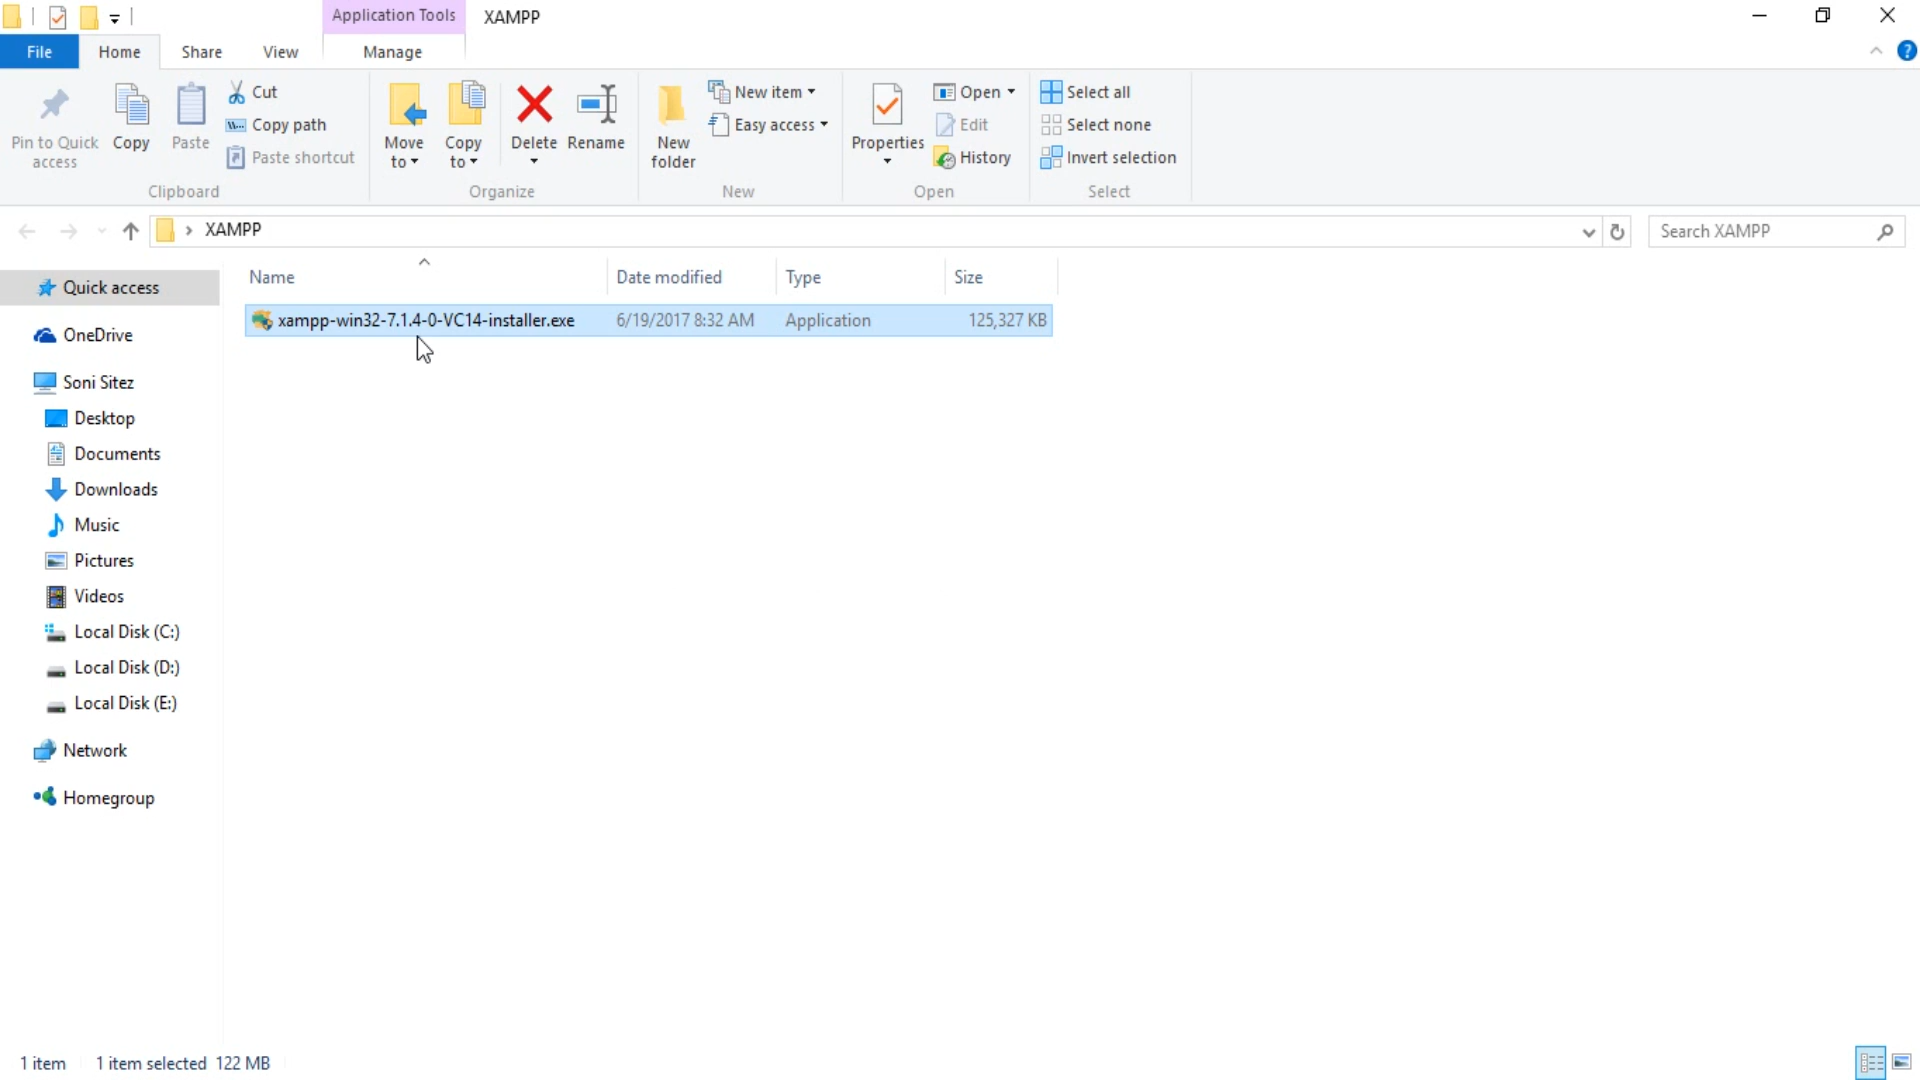 Application Tools XAMPP
File Home Share View Manage
Pin to Quick access
Copy
Paste
Cut
Copy path
Paste shortcut
Clipboard
Move to
Copy to
Delete
Rename
Organize
New folder
New item
Easy access
New
Properties
Open
Edit
History
Open
Select all
Select none
Invert selection
Select
XAMPP
Search XAMPP
Name Date modified Type Size
xampp-win32-7.1.4-0-VC14-installer.exe 6/19/2017 8:32 AM Application 125,327 KB
Quick access
OneDrive
Soni Sitez
Desktop
Documents
Downloads
Music
Pictures
Videos
Local Disk (C:)
Local Disk (D:)
Local Disk (E:)
Network
Homegroup
1 item 1 item selected 122 MB